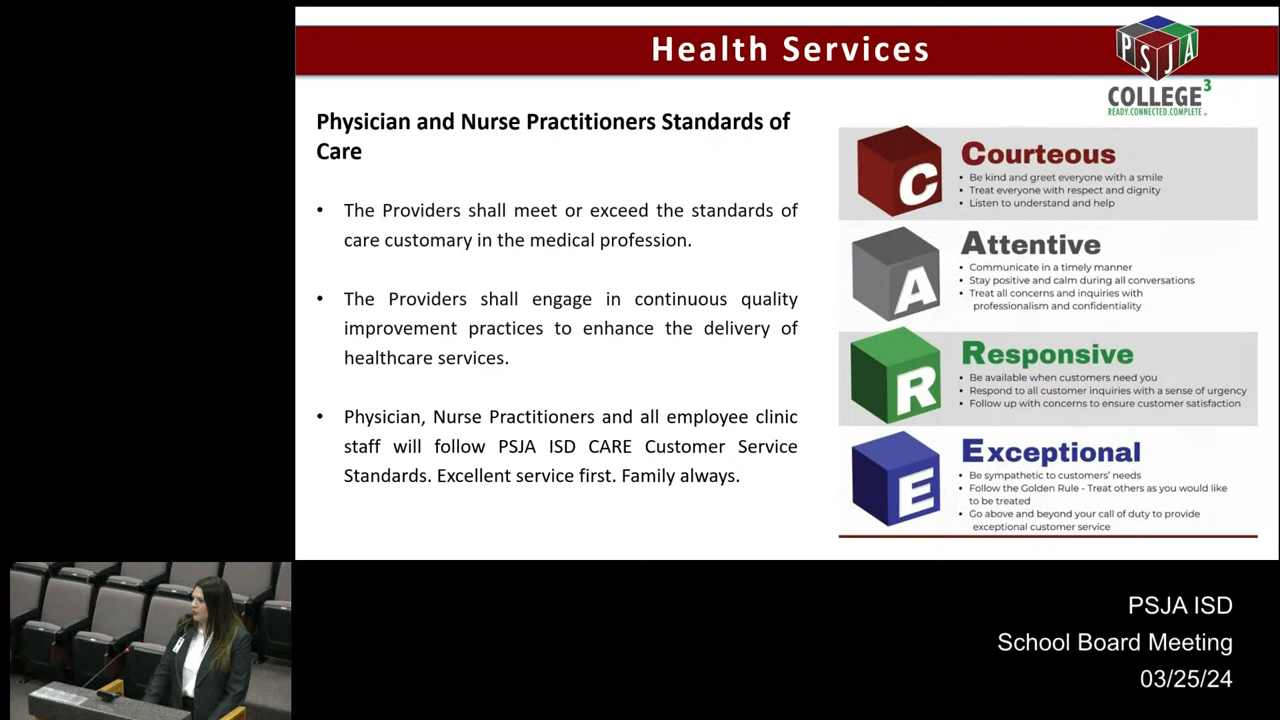 Health Services
P S J A
COLLEGE³
READY.CONNECTED.COMPLETE
Physician and Nurse Practitioners Standards of
Care
• The Providers shall meet or exceed the standards of
care customary in the medical profession.
• The Providers shall engage in continuous quality
improvement practices to enhance the delivery of
healthcare services.
• Physician, Nurse Practitioners and all employee clinic
staff will follow PSJA ISD CARE Customer Service
Standards. Excellent service first. Family always.
C
Courteous
• Be kind and greet everyone with a smile
• Treat everyone with respect and dignity
• Listen to understand and help
A
Attentive
• Communicate in a timely manner
• Stay positive and calm during all conversations
• Treat all concerns and inquiries with
professionalism and confidentiality
R
Responsive
• Be available when customers need you
• Respond to all customer inquiries with a sense of urgency
• Follow up with concerns to ensure customer satisfaction
E
Exceptional
• Be sympathetic to customers' needs
• Follow the Golden Rule - Treat others as you would like
to be treated
• Go above and beyond your call of duty to provide
exceptional customer service
PSJA ISD
School Board Meeting
03/25/24